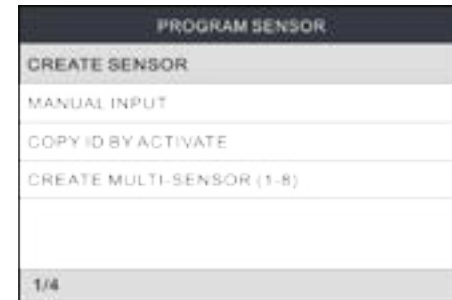 PROGRAM SENSOR
CREATE SENSOR
MANUAL INPUT
COPY ID BY ACTIVATE
CREATE MULTI-SENSOR (1-8)
1/4